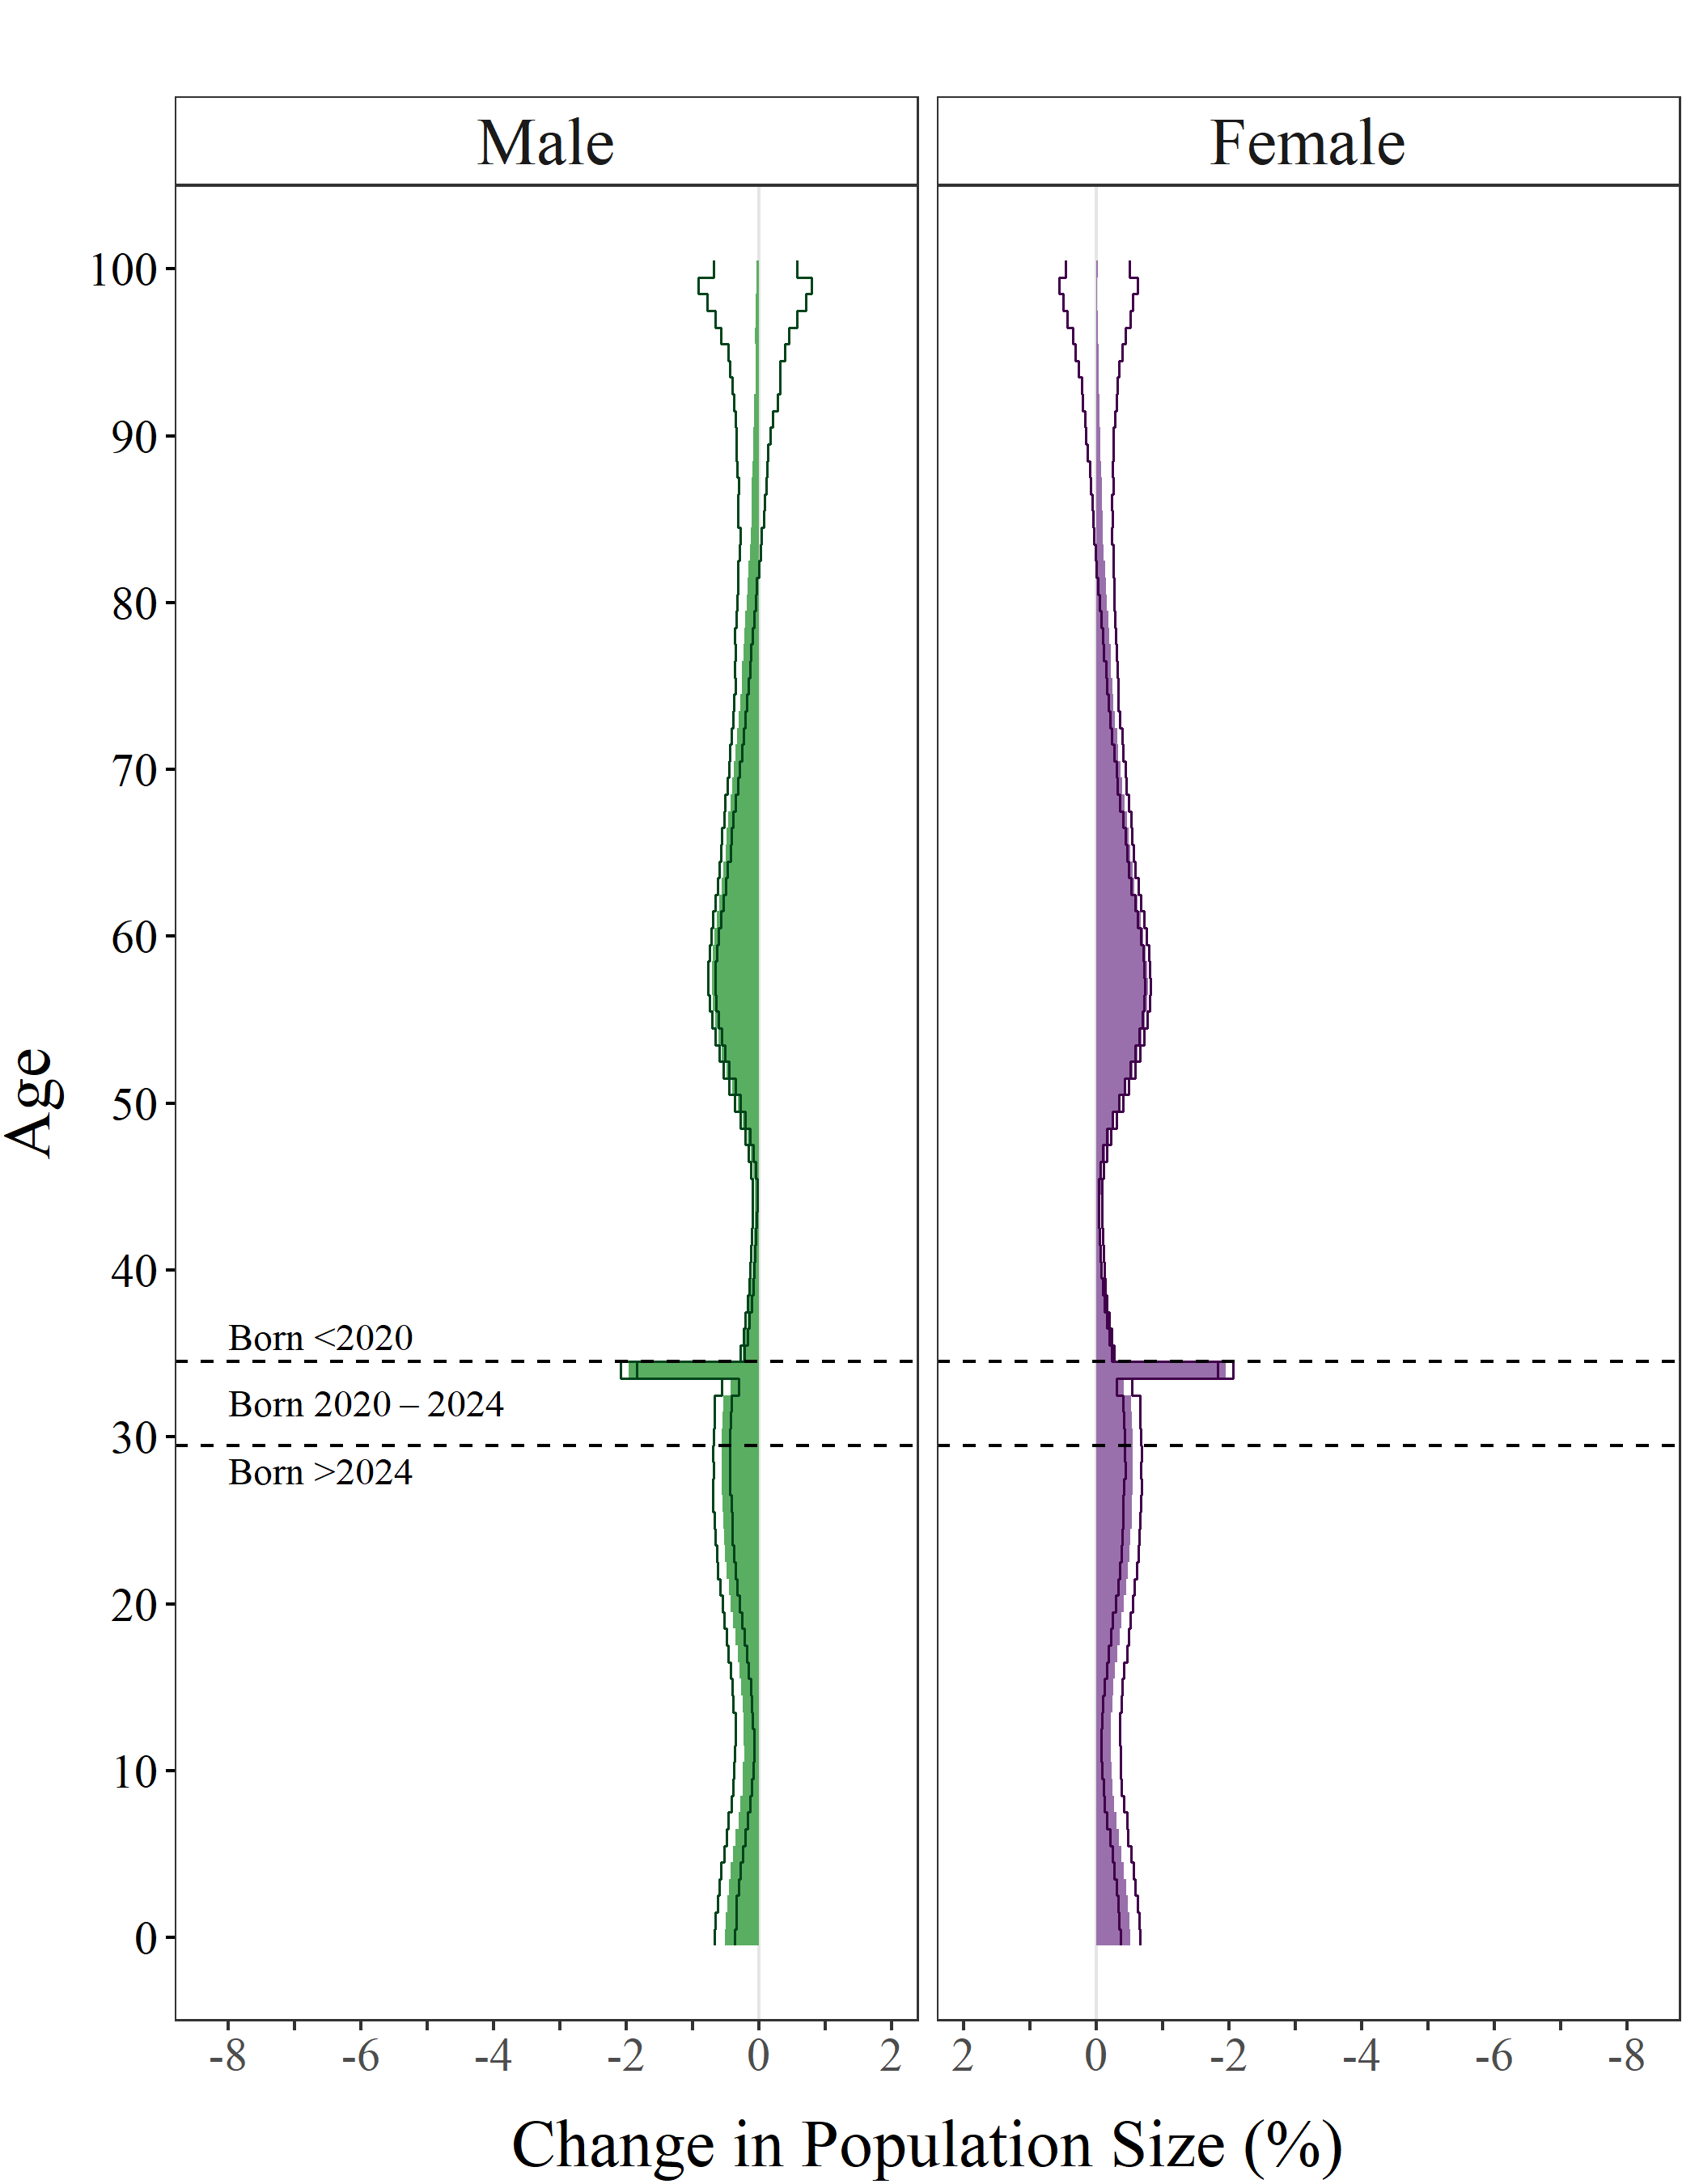 Male Female
100
90
80
70
60
50
40
30
20
10
0
Age
Born <2020
Born 2020 – 2024
Born >2024
-8 -6 -4 -2 0 2 2 0 -2 -4 -6 -8
Change in Population Size (%)